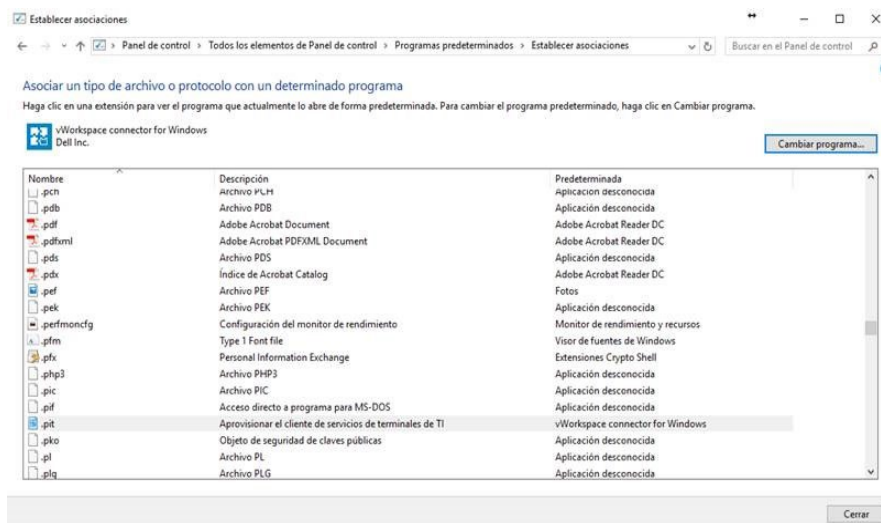 Establecer asociaciones
Panel de control > Todos los elementos de Panel de control > Programas predeterminados > Establecer asociaciones
Buscar en el Panel de control
Asociar un tipo de archivo o protocolo con un determinado programa
Haga clic en una extensión para ver el programa que actualmente lo abre de forma predeterminada. Para cambiar el programa predeterminado, haga clic en Cambiar programa.
vWorkspace connector for Windows
Dell Inc.
Cambiar programa...
Nombre Descripción Predeterminada
.pch Archivo PCH Aplicación desconocida
.pdb Archivo PDB Aplicación desconocida
.pdf Adobe Acrobat Document Adobe Acrobat Reader DC
.pdfxml Adobe Acrobat PDFXML Document Adobe Acrobat Reader DC
.pds Archivo PDS Aplicación desconocida
.pdx Índice de Acrobat Catalog Adobe Acrobat Reader DC
.pef Archivo PEF Fotos
.pek Archivo PEK Aplicación desconocida
.perfmoncfg Configuración del monitor de rendimiento Monitor de rendimiento y recursos
.pfm Type 1 Font file Visor de fuentes de Windows
.pfx Personal Information Exchange Extensiones Crypto Shell
.php3 Archivo PHP3 Aplicación desconocida
.pic Archivo PIC Aplicación desconocida
.pif Acceso directo a programa para MS-DOS Aplicación desconocida
.pit Aprovisionar el cliente de servicios de terminales de TI vWorkspace connector for Windows
.pko Objeto de seguridad de claves públicas Aplicación desconocida
.pl Archivo PL Aplicación desconocida
.plg Archivo PLG Aplicación desconocida
Cerrar